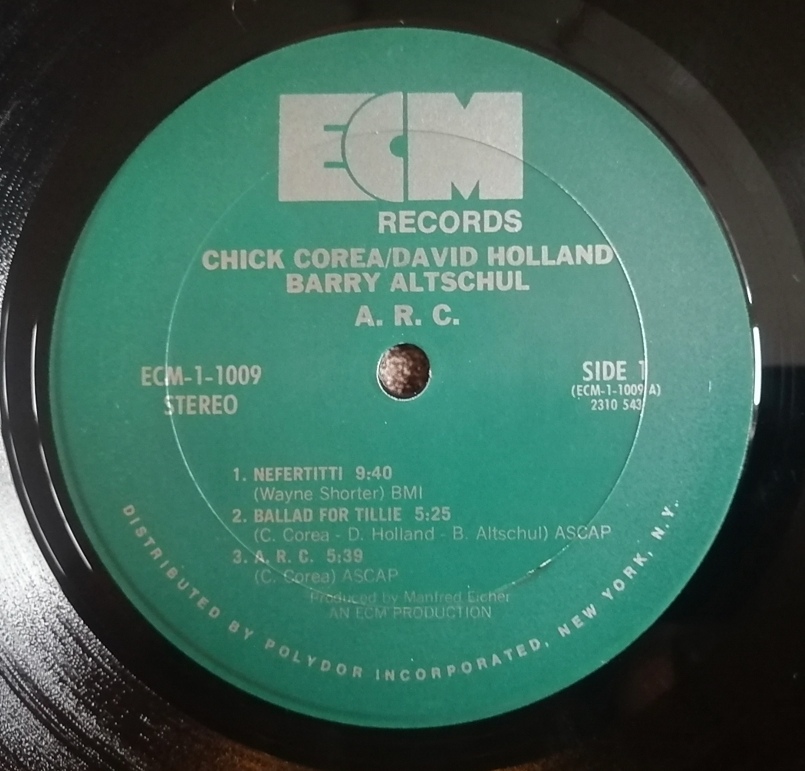 ECM
RECORDS
CHICK COREA/DAVID HOLLAND
BARRY ALTSCHUL
A. R. C.
ECM-1-1009
STEREO
SIDE 1
(ECM-1-1009 A)
2310 543
1. NEFERTITTI 9:40
(Wayne Shorter) BMI
2. BALLAD FOR TILLIE 5:25
(C. Corea - D. Holland - B. Altschul) ASCAP
3. A. R. C. 5:39
(C. Corea) ASCAP
Produced by Manfred Eicher
AN ECM PRODUCTION
DISTRIBUTED BY POLYDOR INCORPORATED, NEW YORK, N.Y.